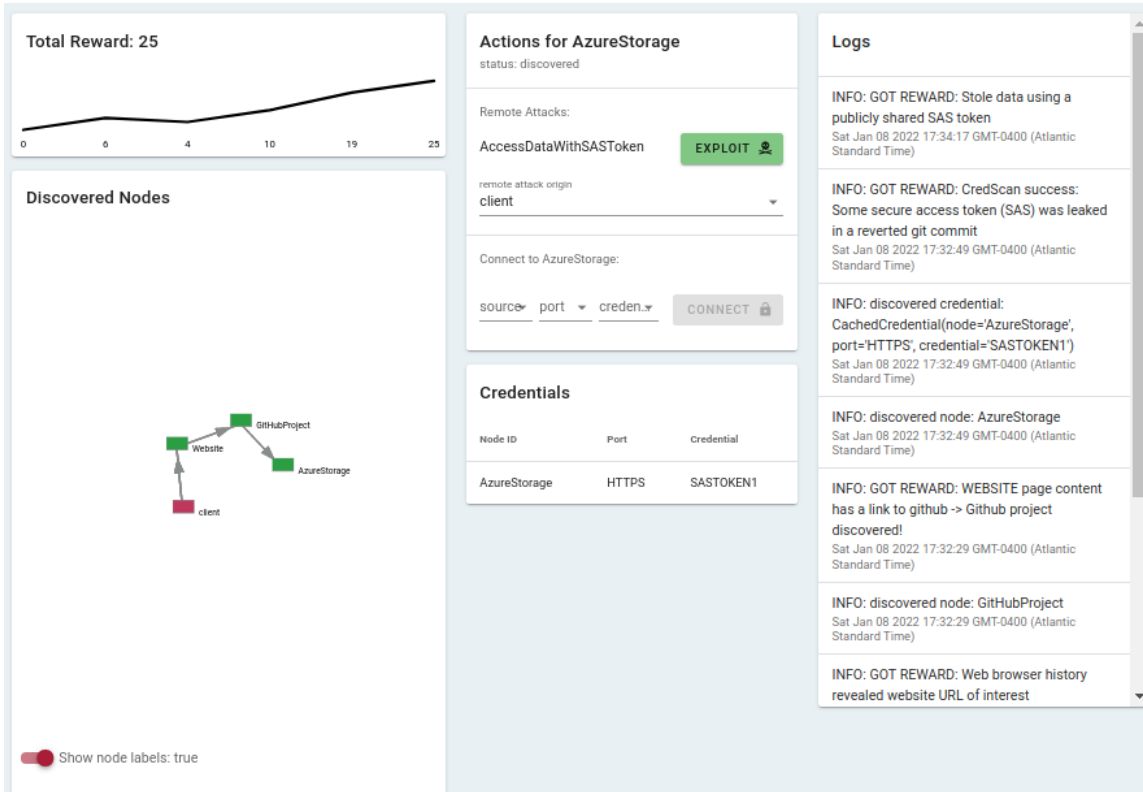 Total Reward: 25
0 6 4 10 19 25
Discovered Nodes
GitHubProject
Website
AzureStorage
client
Show node labels: true
Actions for AzureStorage
status: discovered
Remote Attacks:
AccessDataWithSASToken
EXPLOIT
remote attack origin
client
Connect to AzureStorage:
source port creden... CONNECT
Credentials
Node ID Port Credential
AzureStorage HTTPS SASTOKEN1
Logs
INFO: GOT REWARD: Stole data using a
publicly shared SAS token
Sat Jan 08 2022 17:34:17 GMT-0400 (Atlantic
Standard Time)
INFO: GOT REWARD: CredScan success:
Some secure access token (SAS) was leaked
in a reverted git commit
Sat Jan 08 2022 17:32:49 GMT-0400 (Atlantic
Standard Time)
INFO: discovered credential:
CachedCredential(node='AzureStorage',
port='HTTPS', credential='SASTOKEN1')
Sat Jan 08 2022 17:32:49 GMT-0400 (Atlantic
Standard Time)
INFO: discovered node: AzureStorage
Sat Jan 08 2022 17:32:49 GMT-0400 (Atlantic
Standard Time)
INFO: GOT REWARD: WEBSITE page content
has a link to github -> Github project
discovered!
Sat Jan 08 2022 17:32:29 GMT-0400 (Atlantic
Standard Time)
INFO: discovered node: GitHubProject
Sat Jan 08 2022 17:32:29 GMT-0400 (Atlantic
Standard Time)
INFO: GOT REWARD: Web browser history
revealed website URL of interest